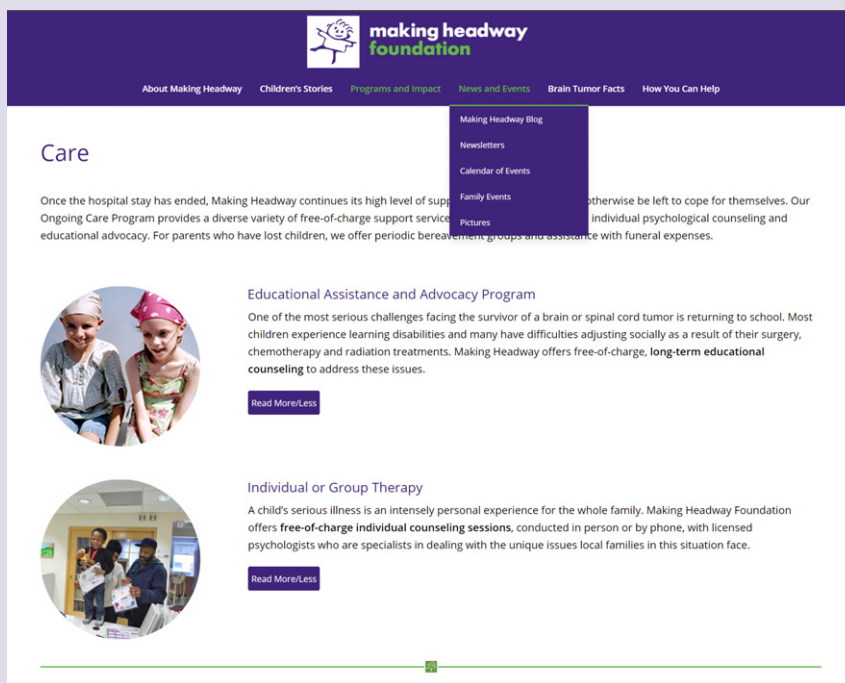 making headway
foundation
About Making Headway Children's Stories Programs and Impact News and Events Brain Tumor Facts How You Can Help
Making Headway Blog
Newsletters
Calendar of Events
Family Events
Pictures
Care
Once the hospital stay has ended, Making Headway continues its high level of otherwise be left to cope for themselves. Our
Ongoing Care Program provides a diverse variety of free-of-charge support individual psychological counseling and
educational advocacy. For parents who have lost children, we offer periodic bereavement groups and assistance with funeral expenses.
Educational Assistance and Advocacy Program
One of the most serious challenges facing the survivor of a brain or spinal cord tumor is returning to school. Most
children experience learning disabilities and many have difficulties adjusting socially as a result of their surgery,
chemotherapy and radiation treatments. Making Headway offers free-of-charge, long-term educational
counseling to address these issues.
Read More/Less
Individual or Group Therapy
A child's serious illness is an intensely personal experience for the whole family. Making Headway Foundation
offers free-of-charge individual counseling sessions, conducted in person or by phone, with licensed
psychologists who are specialists in dealing with the unique issues local families in this situation face.
Read More/Less